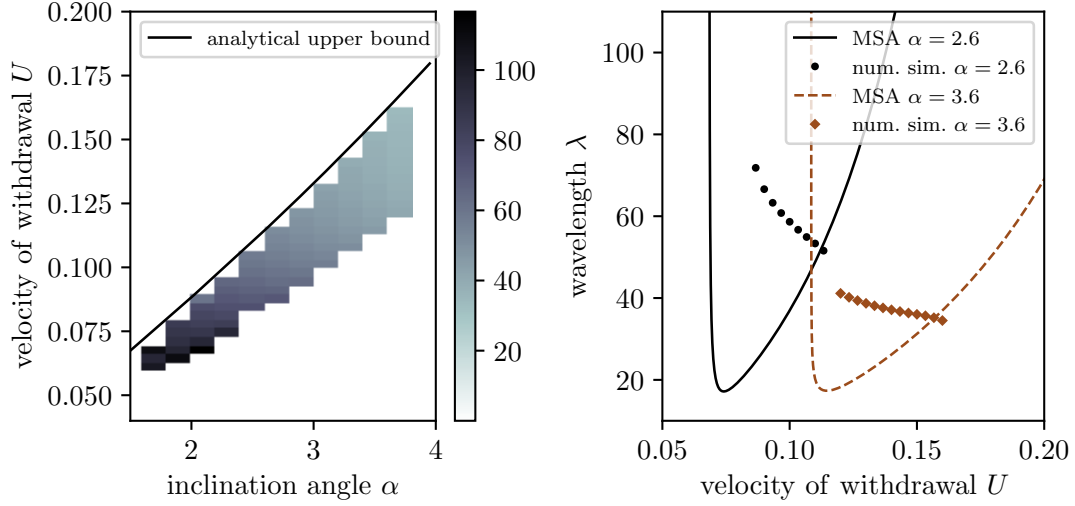 0.200
0.175
0.150
0.125
0.100
0.075
0.050
velocity of withdrawal U
analytical upper bound
2
3
4
inclination angle α
100
80
60
40
20
100
80
60
40
20
wavelength λ
MSA α = 2.6
num. sim. α = 2.6
MSA α = 3.6
num. sim. α = 3.6
0.05
0.10
0.15
0.20
velocity of withdrawal U